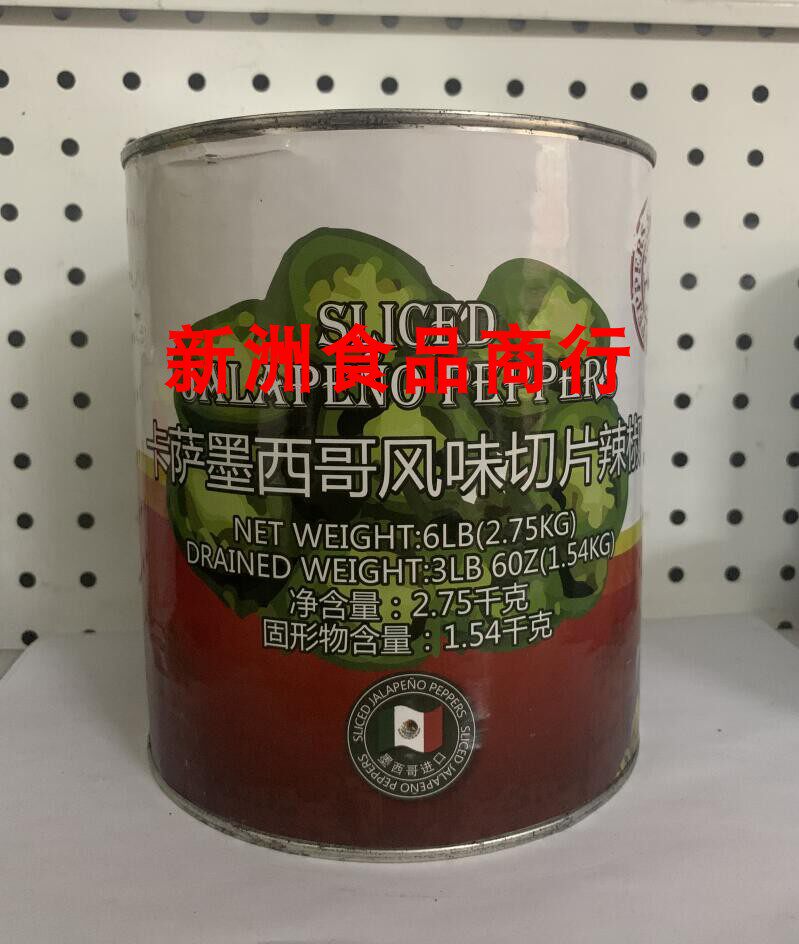 SLICED
新洲食品商行
JALAPENO PEPPERS
卡萨墨西哥风味切片辣椒
NET WEIGHT:6LB(2.75KG)
DRAINED WEIGHT:3LB 6OZ(1.54KG)
净含量：2.75千克
固形物含量：1.54千克
SLICED JALAPEÑO PEPPERS
SLICED JALAPEÑO PEPPERS
墨西哥进口